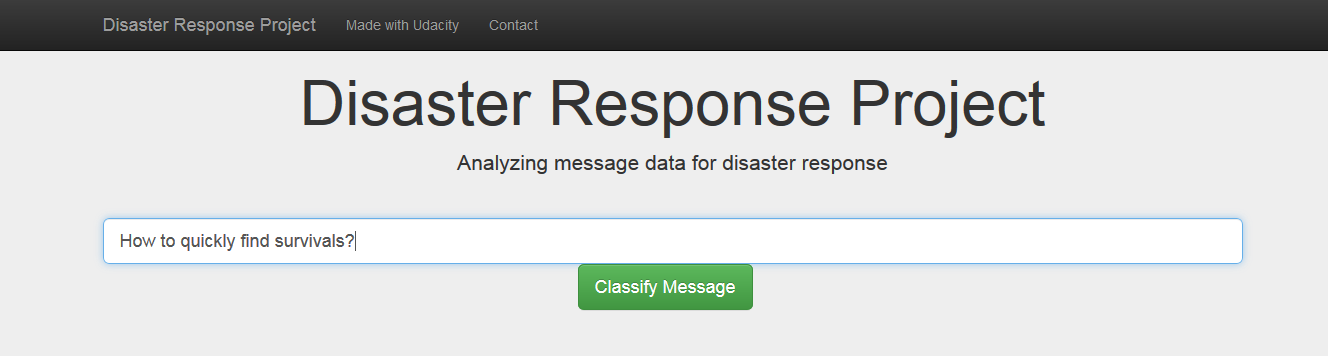 Disaster Response Project Made with Udacity Contact
Disaster Response Project
Analyzing message data for disaster response
How to quickly find survivals?
Classify Message